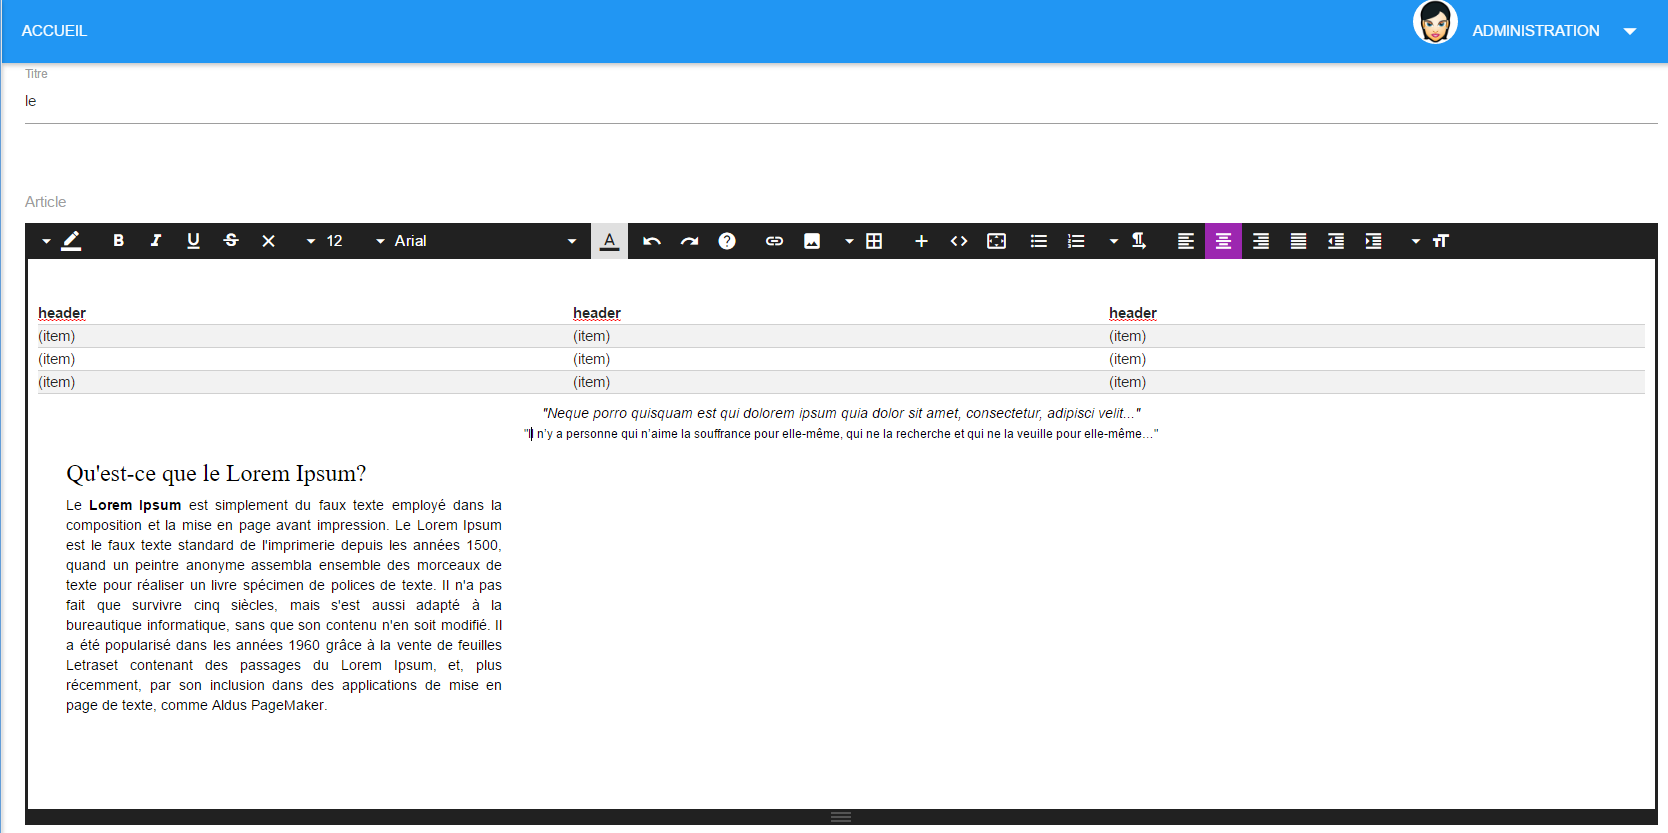 ACCUEIL
ADMINISTRATION
Titre
le
Article
B I U S 12 Arial A
header header header
(item) (item) (item)
(item) (item) (item)
(item) (item) (item)
"Neque porro quisquam est qui dolorem ipsum quia dolor sit amet, consectetur, adipisci velit..."
"Il n'y a personne qui n'aime la souffrance pour elle-même, qui ne la recherche et qui ne la veuille pour elle-même…"
Qu'est-ce que le Lorem Ipsum?
Le Lorem Ipsum est simplement du faux texte employé dans la
composition et la mise en page avant impression. Le Lorem Ipsum
est le faux texte standard de l'imprimerie depuis les années 1500,
quand un peintre anonyme assembla ensemble des morceaux de
texte pour réaliser un livre spécimen de polices de texte. Il n'a pas
fait que survivre cinq siècles, mais s'est aussi adapté à la
bureautique informatique, sans que son contenu n'en soit modifié. Il
a été popularisé dans les années 1960 grâce à la vente de feuilles
Letraset contenant des passages du Lorem Ipsum, et, plus
récemment, par son inclusion dans des applications de mise en
page de texte, comme Aldus PageMaker.